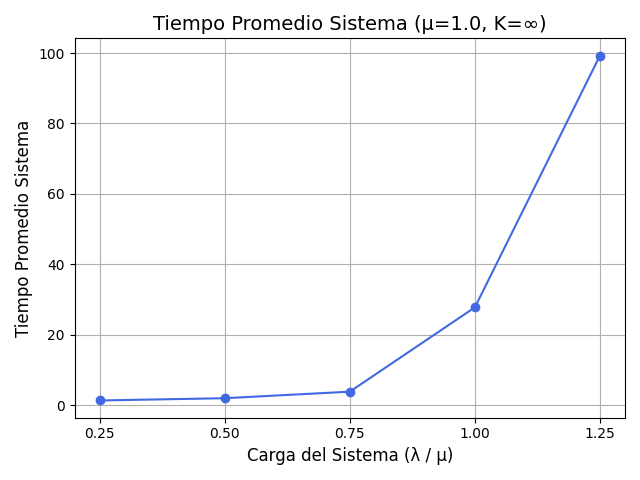 Tiempo Promedio Sistema (μ=1.0, K=∞)
Tiempo Promedio Sistema
100
80
60
40
20
0
0.25 0.50 0.75 1.00 1.25
Carga del Sistema (λ / μ)